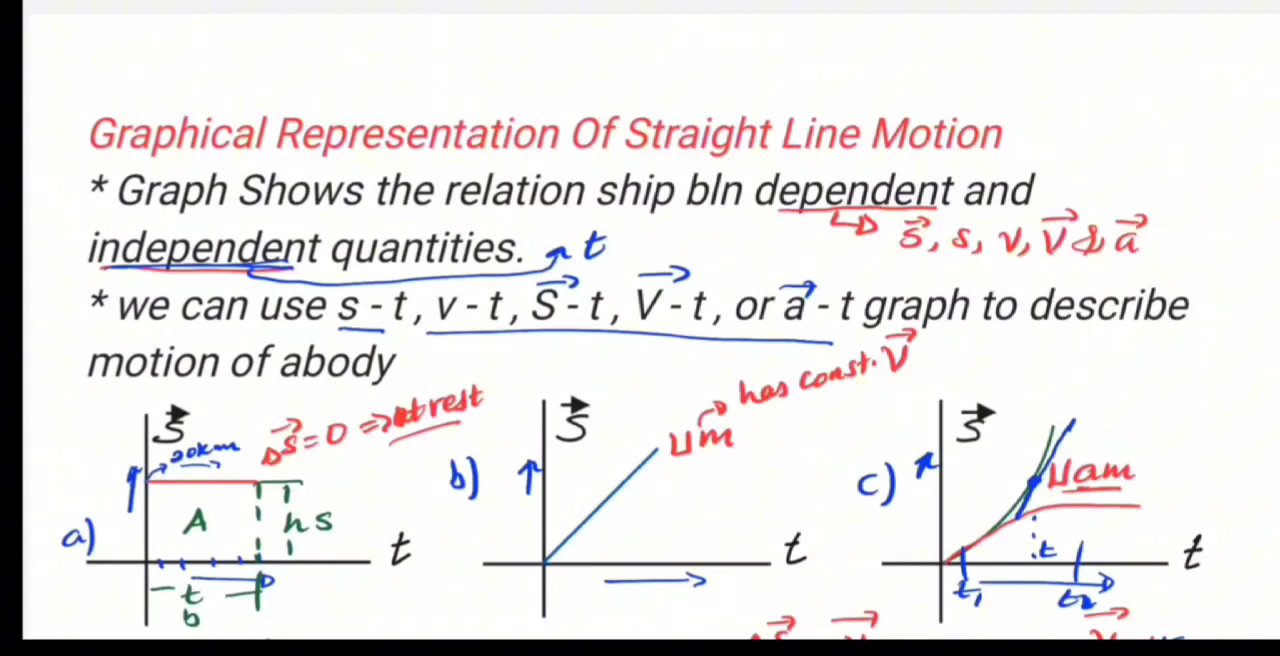 Graphical Representation Of Straight Line Motion
* Graph Shows the relation ship bln dependent and
s⃗, s, v, v⃗ & a⃗
independent quantities. t
* we can use s - t, v - t, S⃗ - t, V⃗ - t, or a⃗ - t graph to describe
motion of abody
has const. V⃗
S⃗ 20km ΔS⃗ = 0 => at rest
a) A h s t
t
b
b) S⃗ Um t
c) S⃗ Uam t
t
t₁ t₂